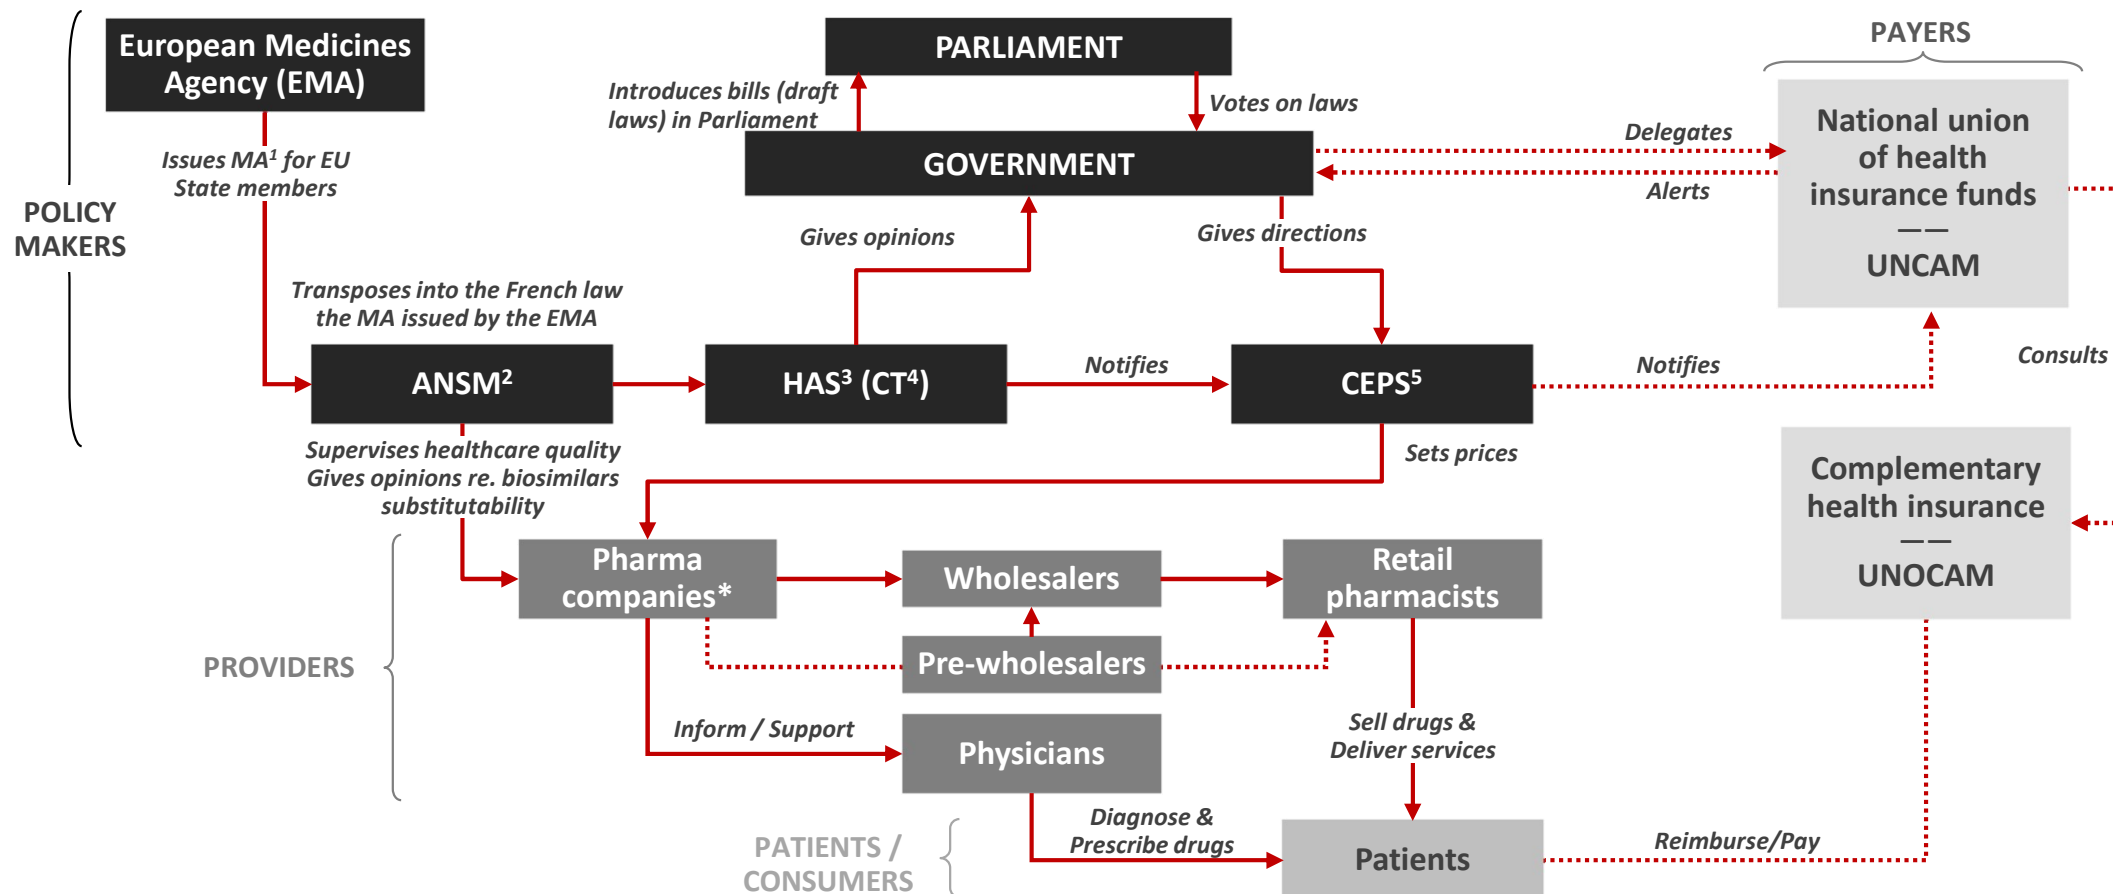 European Medicines
Agency (EMA)
PARLIAMENT
PAYERS
Introduces bills (draft
laws) in Parliament
Votes on laws
National union
of health
insurance funds
——
UNCAM
Delegates
Alerts
GOVERNMENT
Issues MA¹ for EU
State members
POLICY
MAKERS
Gives opinions
Gives directions
Transposes into the French law
the MA issued by the EMA
ANSM²
HAS³ (CT⁴)
Notifies
CEPS⁵
Notifies
Consults
Supervises healthcare quality
Gives opinions re. biosimilars
substitutability
Sets prices
Complementary
health insurance
——
UNOCAM
Pharma
companies*
Wholesalers
Retail
pharmacists
Pre-wholesalers
PROVIDERS
Inform / Support
Physicians
Sell drugs &
Deliver services
Diagnose &
Prescribe drugs
PATIENTS /
CONSUMERS
Patients
Reimburse/Pay